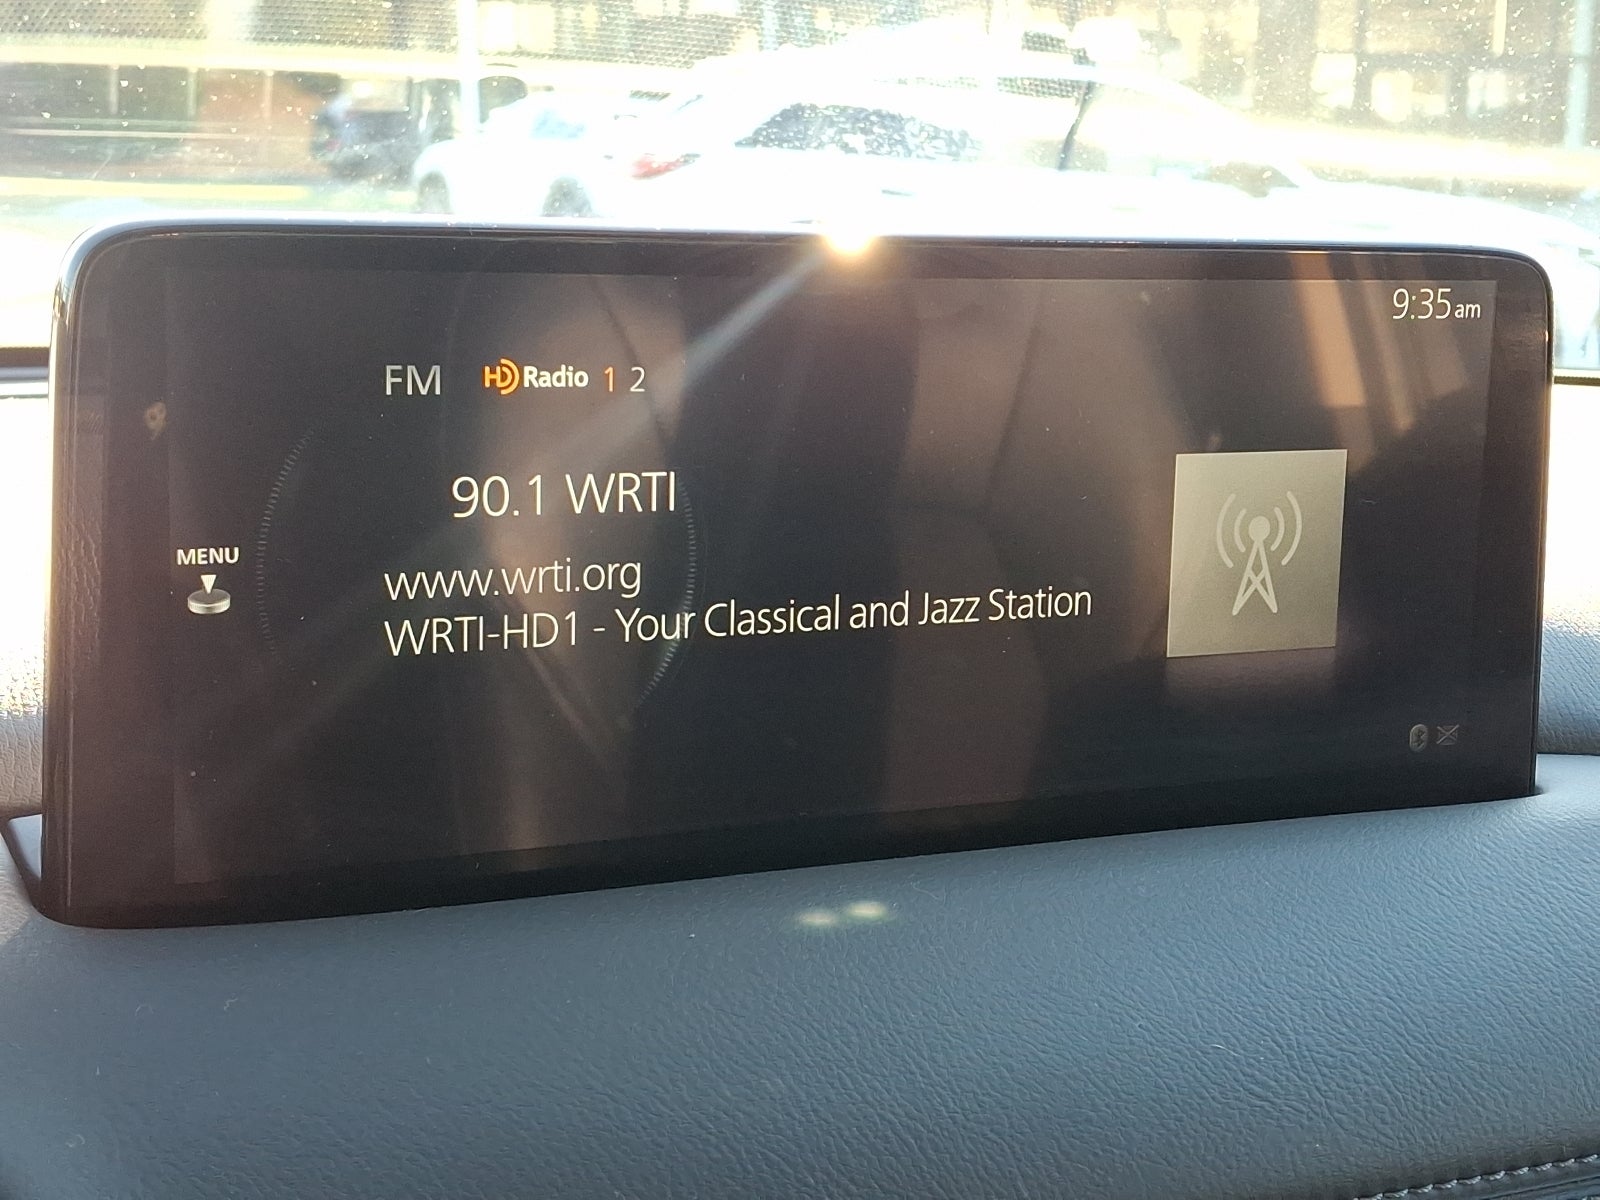 9:35am
FM HD Radio 1 2
90.1 WRTI
MENU
www.wrti.org
WRTI-HD1 - Your Classical and Jazz Station